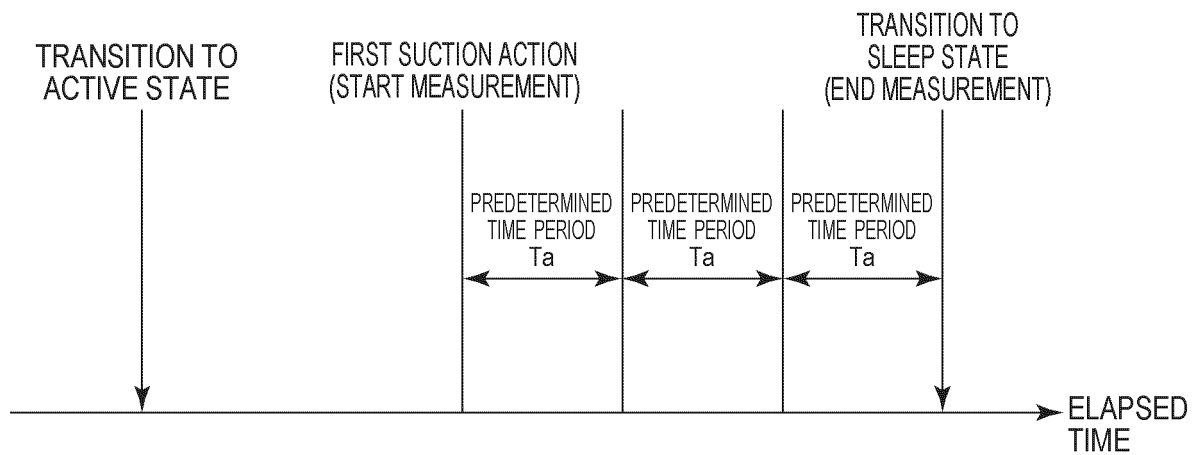 TRANSITION TO
ACTIVE STATE
FIRST SUCTION ACTION
(START MEASUREMENT)
TRANSITION TO
SLEEP STATE
(END MEASUREMENT)
PREDETERMINED
TIME PERIOD
Ta
PREDETERMINED
TIME PERIOD
Ta
PREDETERMINED
TIME PERIOD
Ta
ELAPSED
TIME